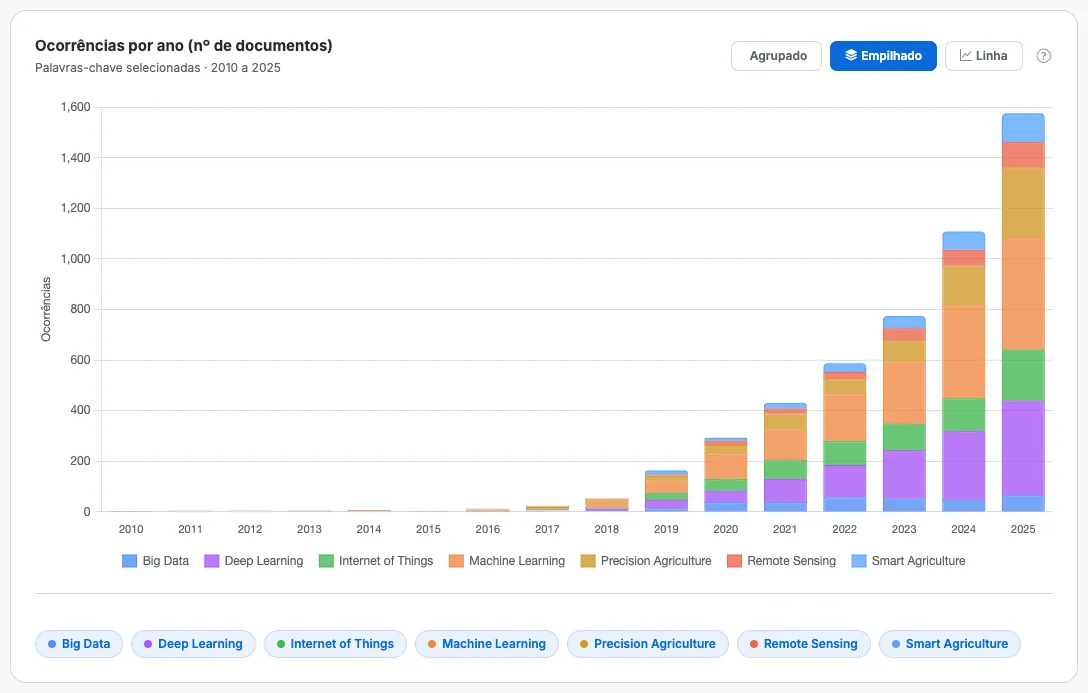 Ocorrências por ano (nº de documentos)
Palavras-chave selecionadas · 2010 a 2025
Agrupado
Empilhado
Linha
?
1,600
1,400
1,200
1,000
800
600
400
200
0
Ocorrências
2010 2011 2012 2013 2014 2015 2016 2017 2018 2019 2020 2021 2022 2023 2024 2025
Big Data Deep Learning Internet of Things Machine Learning Precision Agriculture Remote Sensing Smart Agriculture
Big Data Deep Learning Internet of Things Machine Learning Precision Agriculture Remote Sensing Smart Agriculture